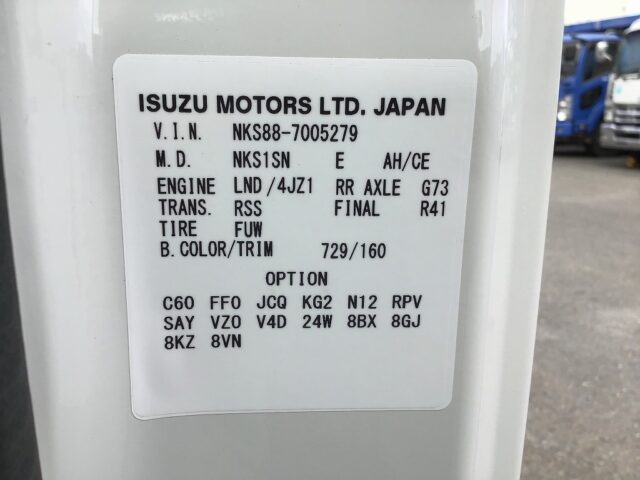 ISUZU MOTORS LTD. JAPAN
V.I.N. NKS88-7005279
M.D. NKS1SN E AH/CE
ENGINE LND/4JZ1 RR AXLE G73
TRANS. RSS FINAL R41
TIRE FUW
B.COLOR/TRIM 729/160
OPTION
C60 FF0 JCQ KG2 N12 RPV
SAY VZ0 V4D 24W 8BX 8GJ
8KZ 8VN